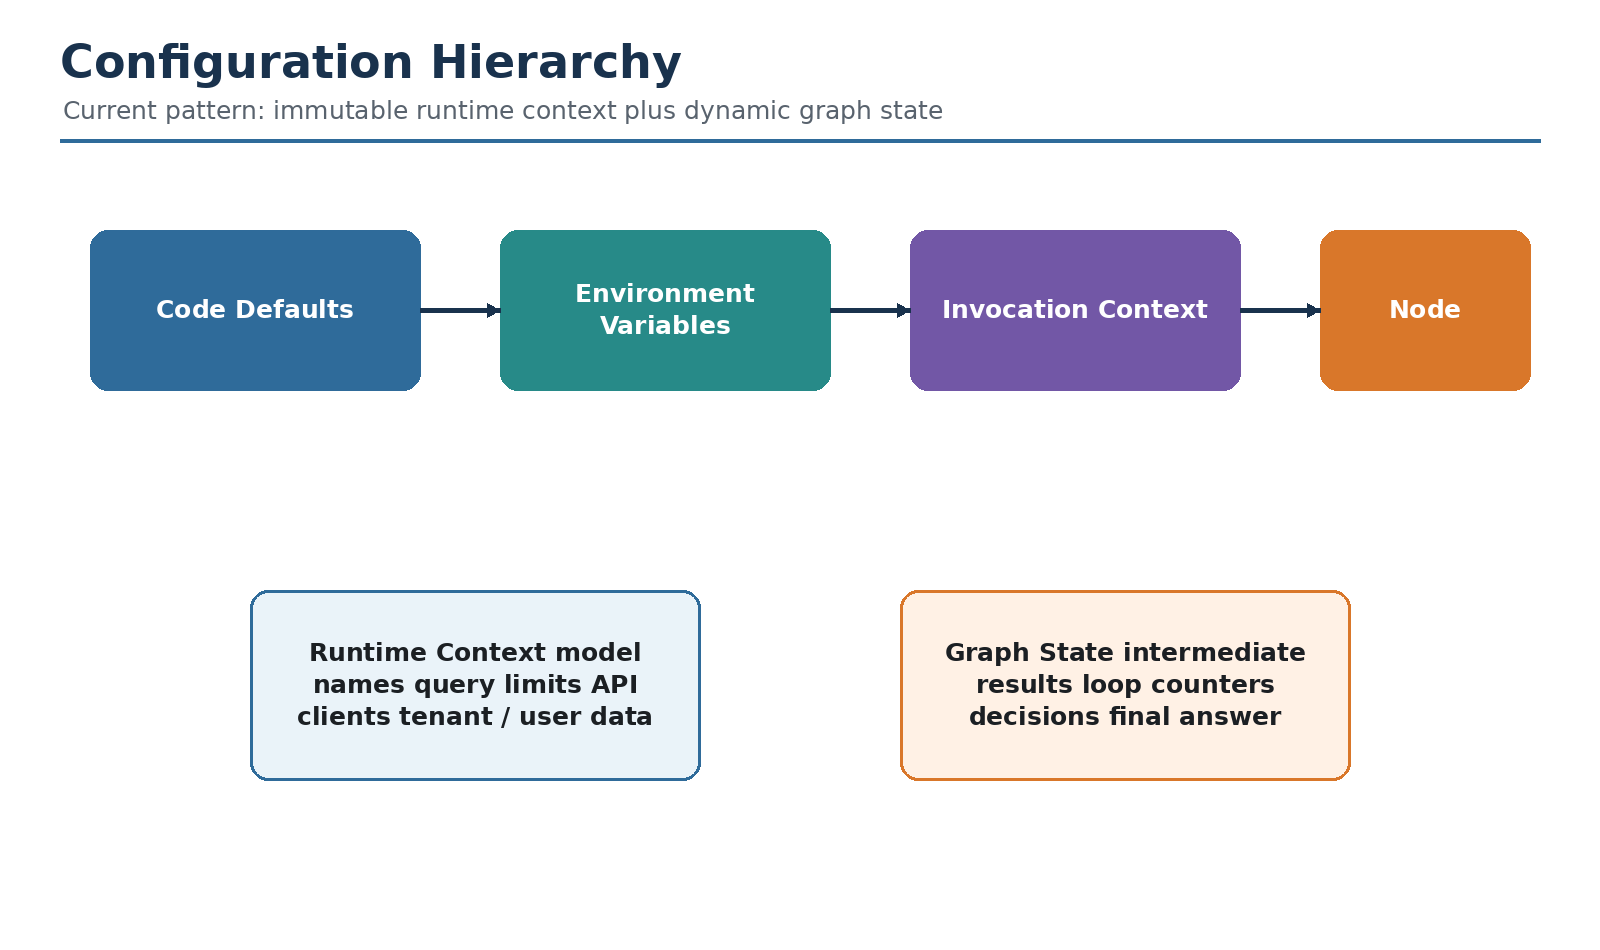 Configuration Hierarchy
Current pattern: immutable runtime context plus dynamic graph state
Code Defaults
Environment
Variables
Invocation Context
Node
Runtime Context model
names query limits API
clients tenant / user data
Graph State intermediate
results loop counters
decisions final answer